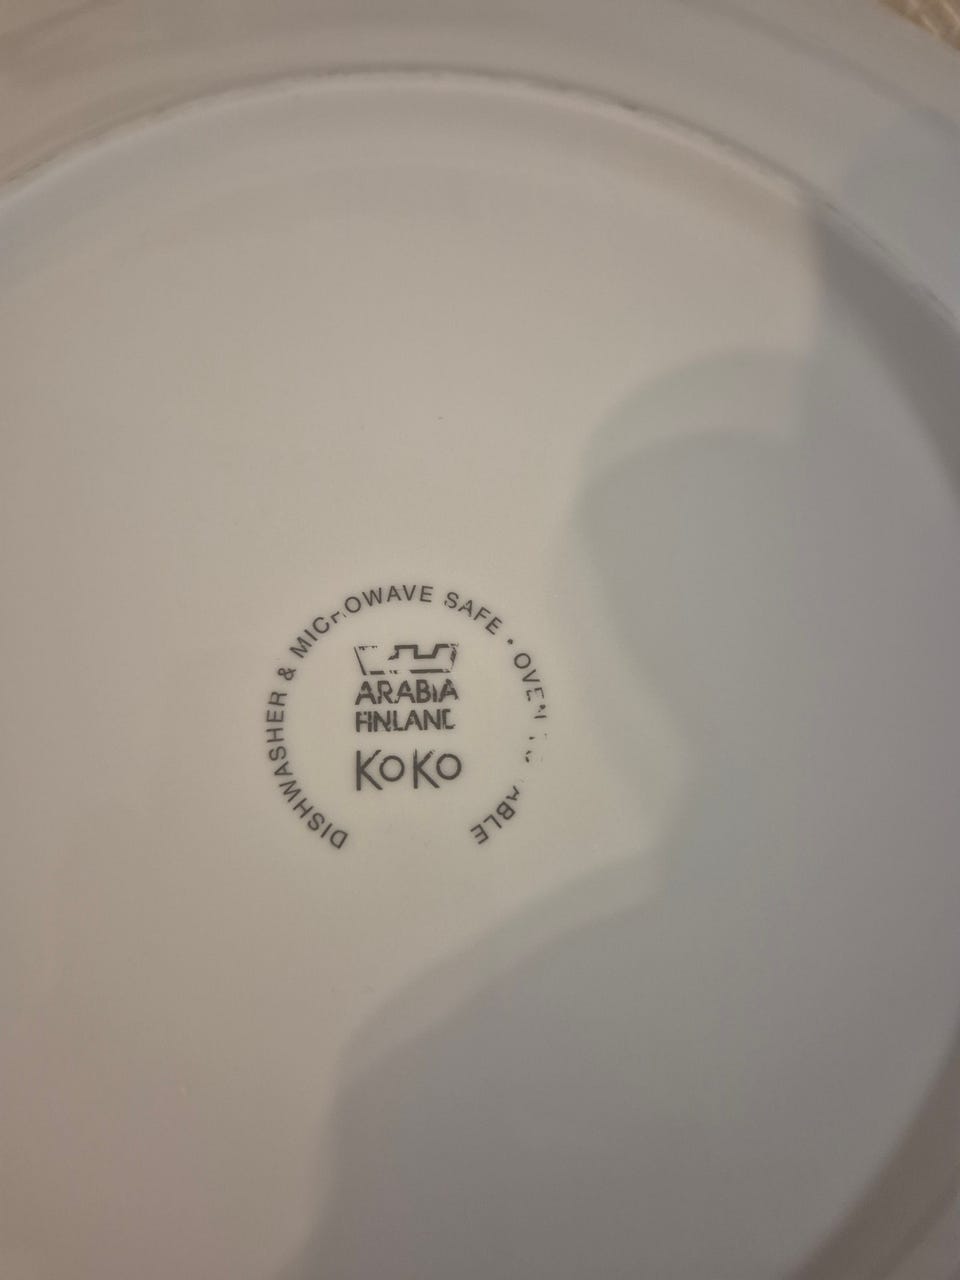 DISHWASHER & MICROWAVE SAFE • OVEN
ARABIA
FINLAND
KOKO